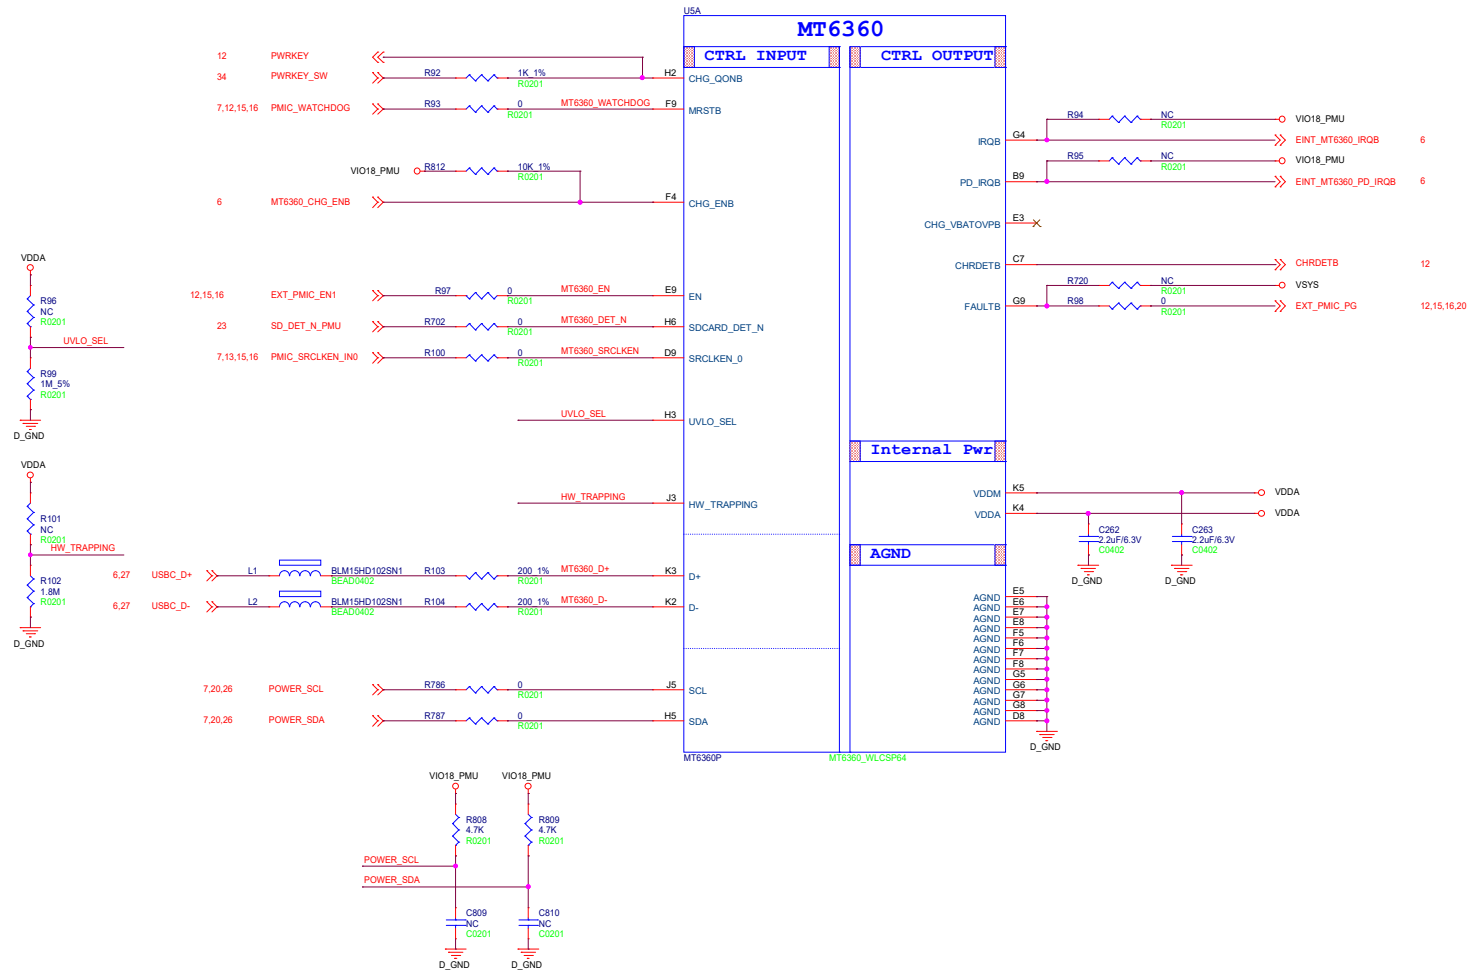 U5A
MT6360
CTRL INPUT
CTRL OUTPUT
12 PWRKEY
34 PWRKEY_SW R92 1K_1% R0201 H2 CHG_QONB
7,12,15,16 PMIC_WATCHDOG R93 0 R0201 MT6360_WATCHDOG F9 MRSTB
VIO18_PMU R812 10K_1% R0201
6 MT6360_CHG_ENB F4 CHG_ENB
12,15,16 EXT_PMIC_EN1 R97 0 R0201 MT6360_EN E9 EN
23 SD_DET_N_PMU R702 0 R0201 MT6360_DET_N H6 SDCARD_DET_N
7,13,15,16 PMIC_SRCLKEN_IN0 R100 0 R0201 MT6360_SRCLKEN D9 SRCLKEN_0
UVLO_SEL H3 UVLO_SEL
HW_TRAPPING J3 HW_TRAPPING
6,27 USBC_D+ L1 BLM15HD102SN1 BEAD0402 R103 200_1% R0201 MT6360_D+ K3 D+
6,27 USBC_D- L2 BLM15HD102SN1 BEAD0402 R104 200_1% R0201 MT6360_D- K2 D-
7,20,26 POWER_SCL R786 0 R0201 J5 SCL
7,20,26 POWER_SDA R787 0 R0201 H5 SDA
MT6360P
MT6360_WLCSP64
VDDA
R96
NC
R0201
UVLO_SEL
R99
1M_5%
R0201
D_GND
VDDA
R101
NC
R0201
HW_TRAPPING
R102
1.8M
R0201
D_GND
R94 NC R0201 VIO18_PMU
IRQB G4 EINT_MT6360_IRQB 6
R95 NC R0201 VIO18_PMU
PD_IRQB B9 EINT_MT6360_PD_IRQB 6
CHG_VBATOVPB E3
CHRDETB C7 CHRDETB 12
R720 NC R0201 VSYS
FAULTB G9 R98 0 R0201 EXT_PMIC_PG 12,15,16,20
Internal Pwr
VDDM K5 VDDA
VDDA K4 VDDA
C262
2.2uF/6.3V
C0402
D_GND
C263
2.2uF/6.3V
C0402
D_GND
AGND
AGND E5
AGND E6
AGND E7
AGND E8
AGND F5
AGND F6
AGND F7
AGND F8
AGND G5
AGND G6
AGND G7
AGND G8
AGND D8
D_GND
VIO18_PMU
R808
4.7K
R0201
VIO18_PMU
R809
4.7K
R0201
POWER_SCL
POWER_SDA
C809
NC
C0201
D_GND
C810
NC
C0201
D_GND